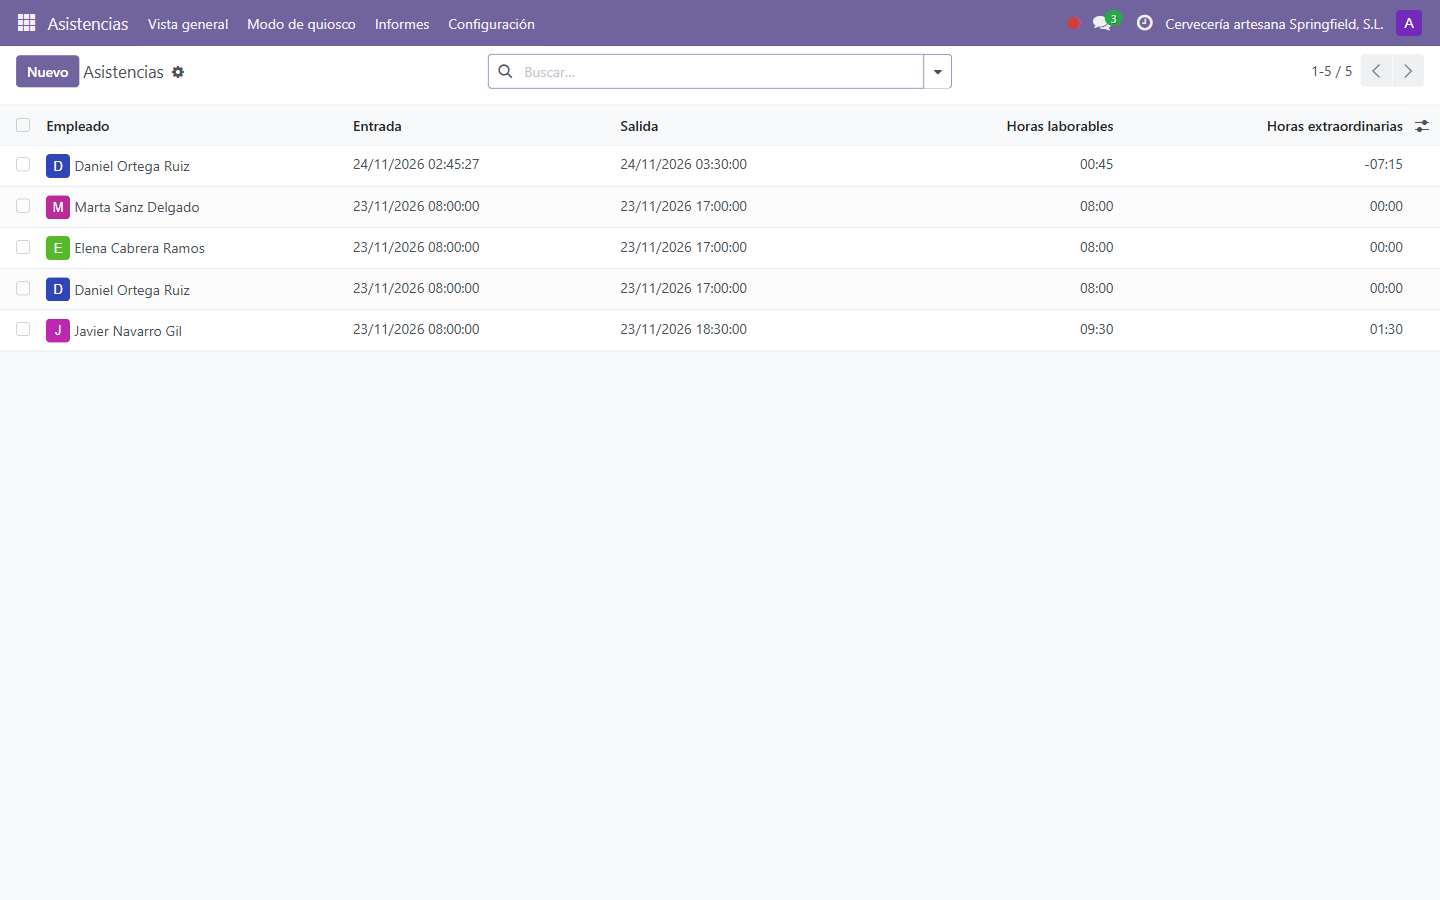 Asistencias Vista general Modo de quiosco Informes Configuración 3 Cervecería artesana Springfield, S.L. A
Nuevo Asistencias Buscar... 1-5 / 5
Empleado Entrada Salida Horas laborables Horas extraordinarias
D Daniel Ortega Ruiz 24/11/2026 02:45:27 24/11/2026 03:30:00 00:45 -07:15
M Marta Sanz Delgado 23/11/2026 08:00:00 23/11/2026 17:00:00 08:00 00:00
E Elena Cabrera Ramos 23/11/2026 08:00:00 23/11/2026 17:00:00 08:00 00:00
D Daniel Ortega Ruiz 23/11/2026 08:00:00 23/11/2026 17:00:00 08:00 00:00
J Javier Navarro Gil 23/11/2026 08:00:00 23/11/2026 18:30:00 09:30 01:30